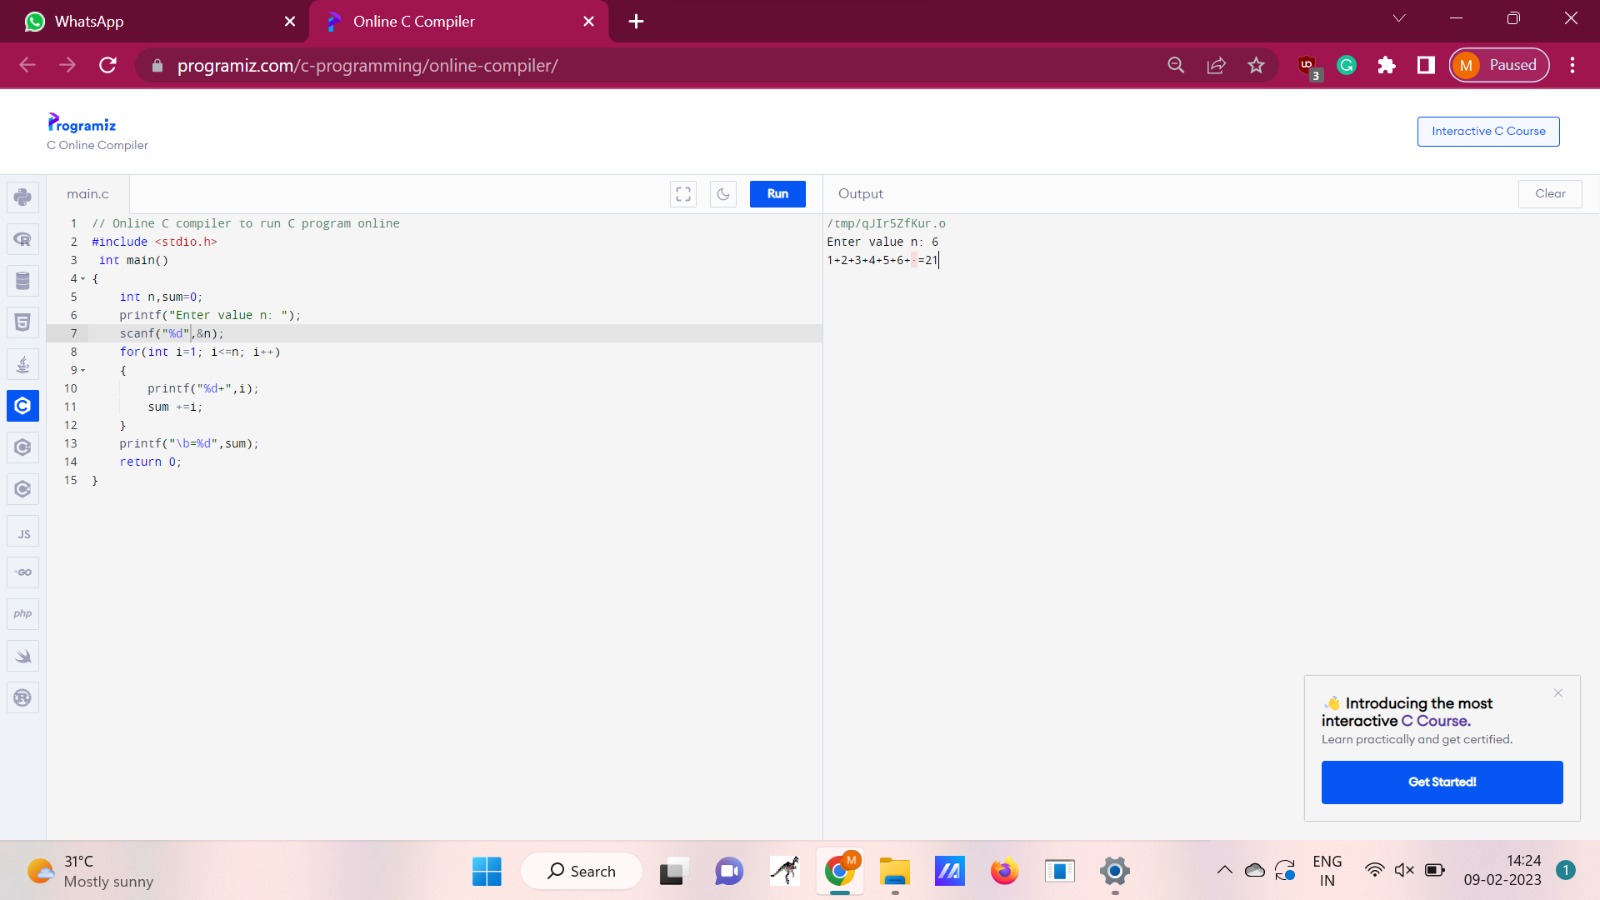 WhatsApp
Online C Compiler
programiz.com/c-programming/online-compiler/
3
M
Paused
Programiz
C Online Compiler
Interactive C Course
main.c
Run
Output
Clear
1 // Online C compiler to run C program online
2 #include <stdio.h>
3 int main()
4 {
5 int n,sum=0;
6 printf("Enter value n: ");
7 scanf("%d",&n);
8 for(int i=1; i<=n; i++)
9 {
10 printf("%d+",i);
11 sum +=i;
12 }
13 printf("\b=%d",sum);
14 return 0;
15 }
/tmp/qJIr5ZfKur.o
Enter value n: 6
1+2+3+4+5+6+·=21
JS
GO
php
👋 Introducing the most
interactive C Course.
Learn practically and get certified.
Get Started!
31°C
Mostly sunny
Search
M
ENG
IN
14:24
09-02-2023
1